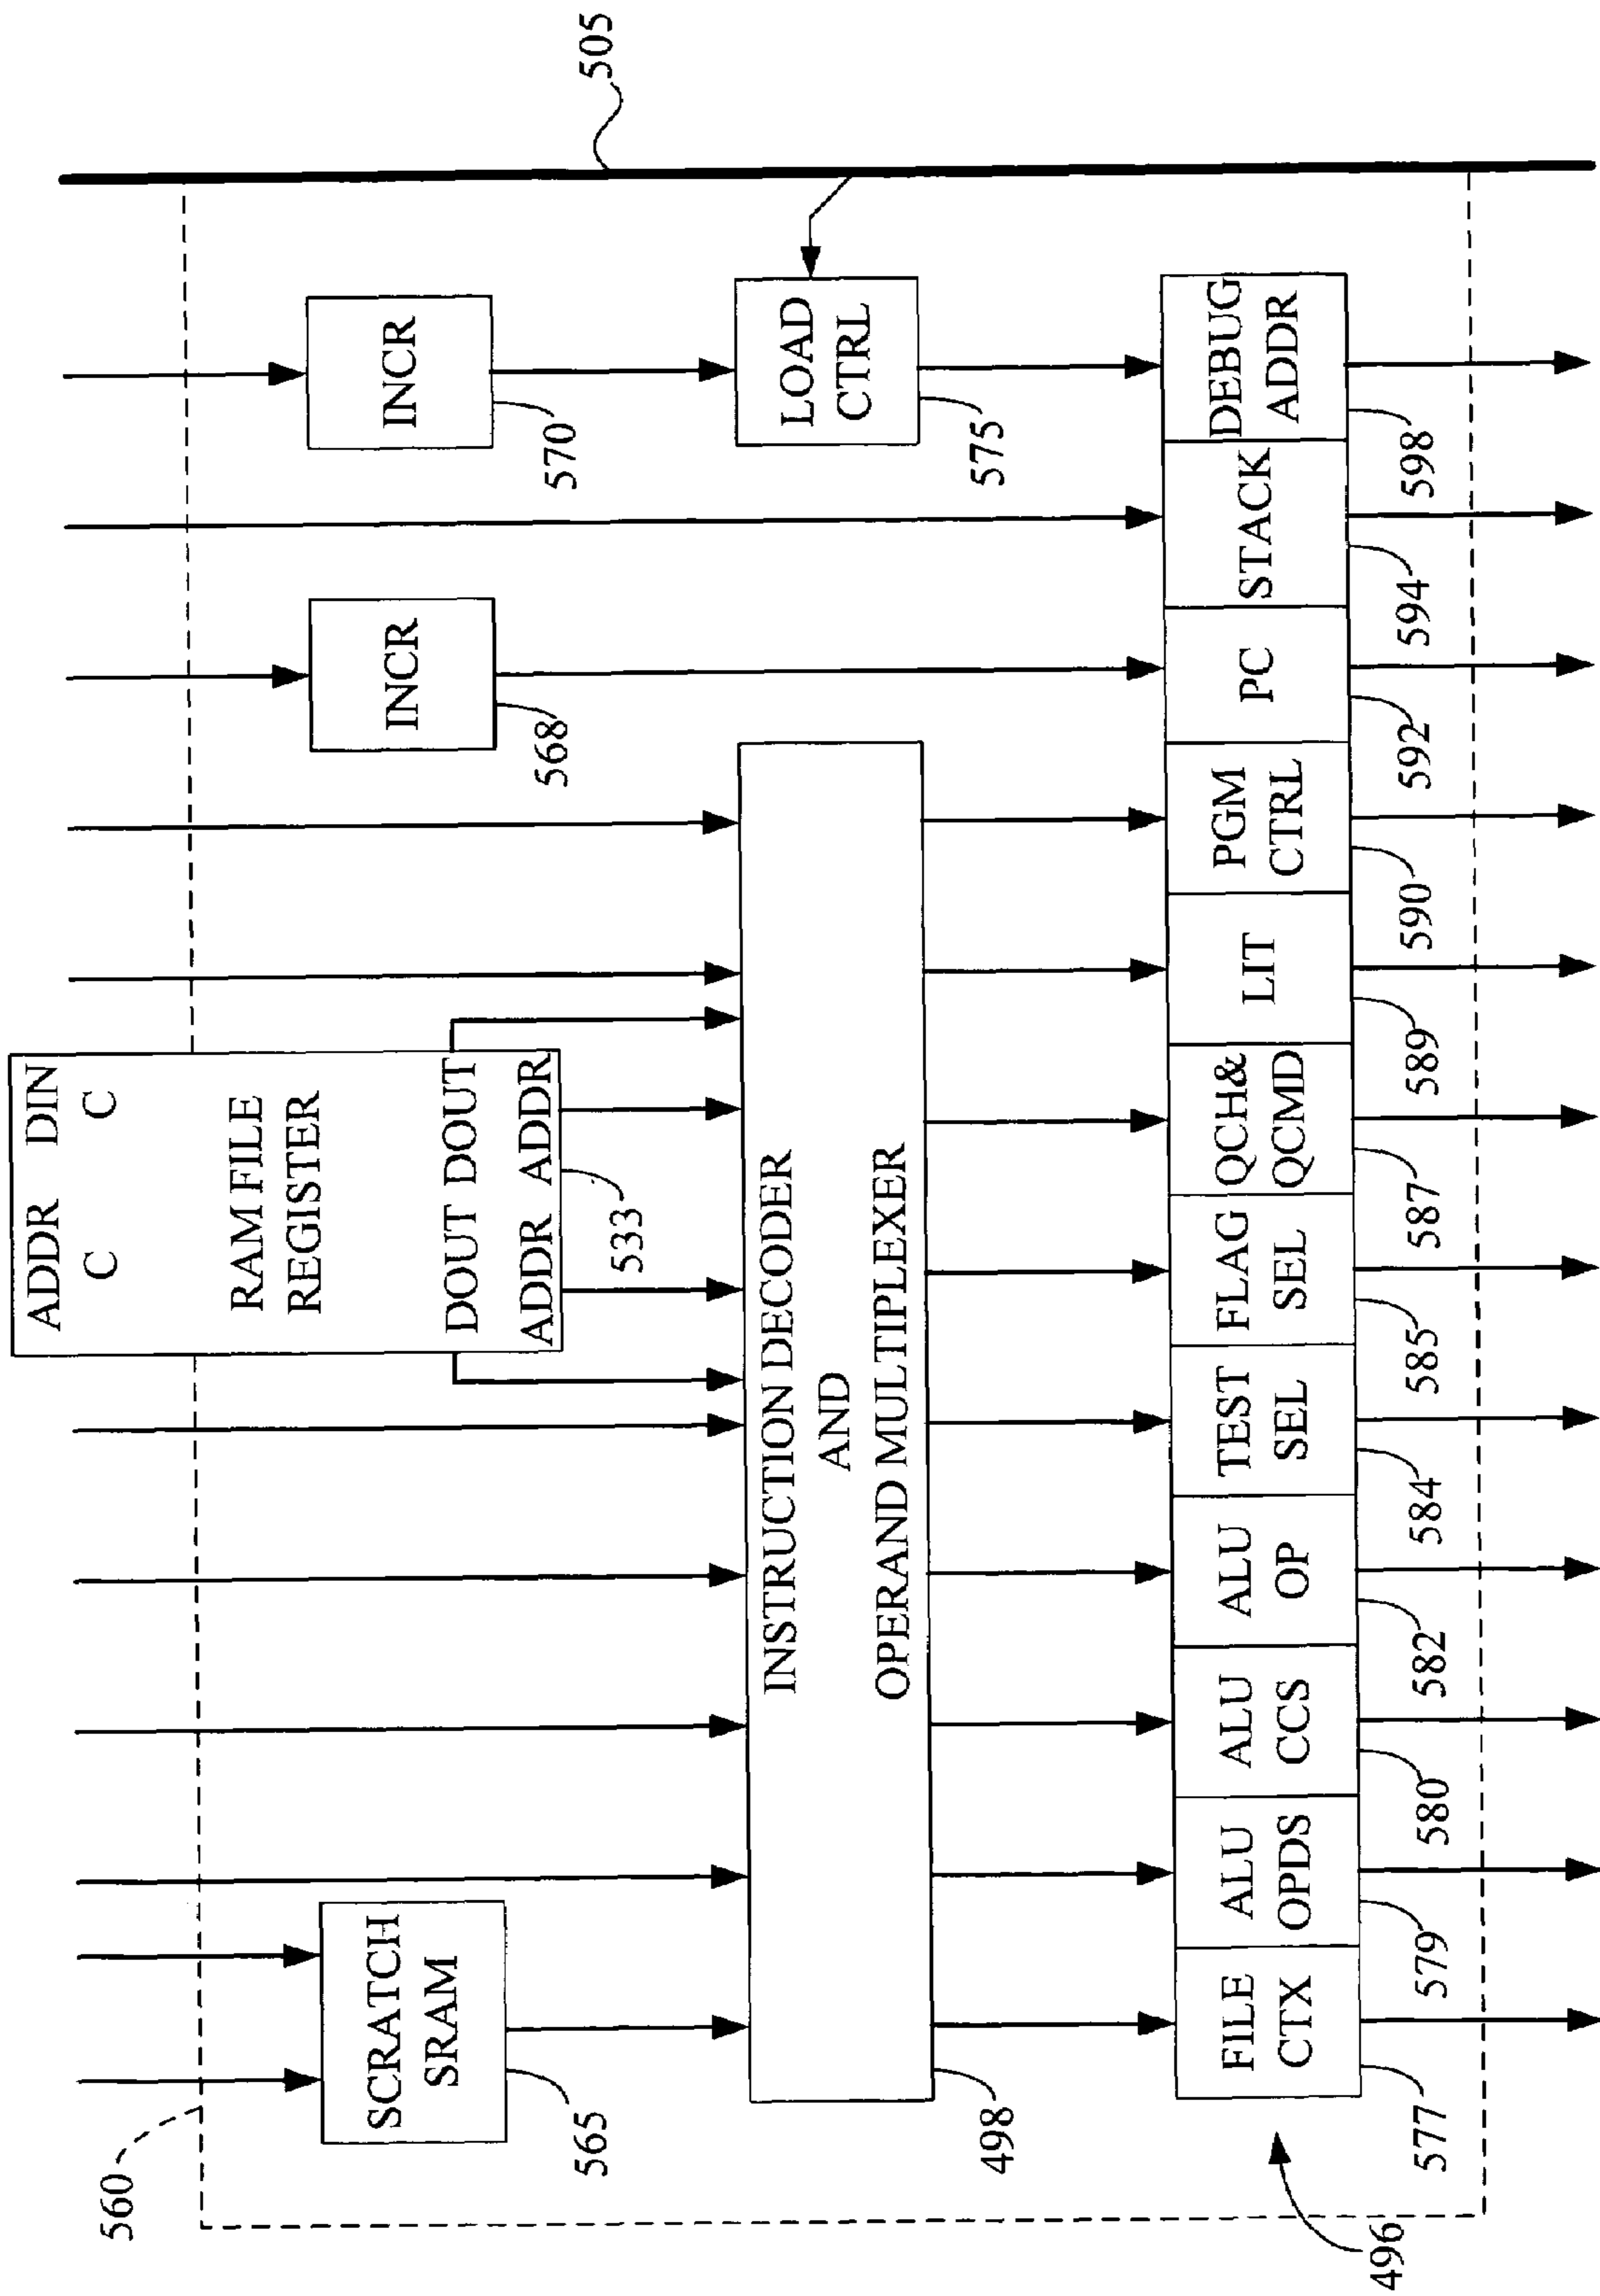 560
ADDR DIN
C C
RAM FILE
REGISTER
DOUT DOUT
ADDR ADDR
533
SCRATCH
SRAM
565
INCR
568
INCR
570
505
INSTRUCTION DECODER
AND
OPERAND MULTIPLEXER
498
LOAD
CTRL
575
496
FILE
CTX
577
ALU
OPDS
579
ALU
CCS
580
ALU
OP
582
TEST
SEL
584
FLAG
SEL
585
QCH&
QCMD
587
LIT
589
PGM
CTRL
590
PC
592
STACK
594
DEBUG
ADDR
598